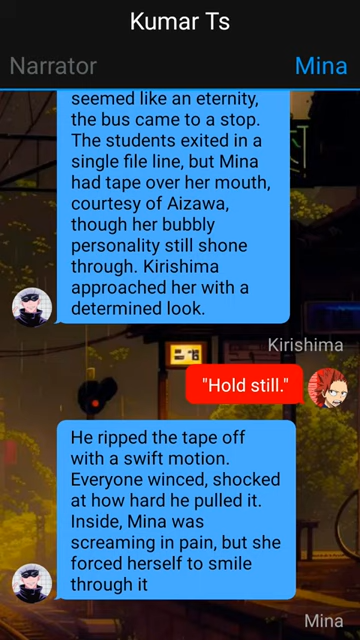 Kumar Ts
Narrator
Mina
seemed like an eternity,
the bus came to a stop.
The students exited in a
single file line, but Mina
had tape over her mouth,
courtesy of Aizawa,
though her bubbly
personality still shone
through. Kirishima
approached her with a
determined look.
Kirishima
"Hold still."
He ripped the tape off
with a swift motion.
Everyone winced, shocked
at how hard he pulled it.
Inside, Mina was
screaming in pain, but she
forced herself to smile
through it
Mina